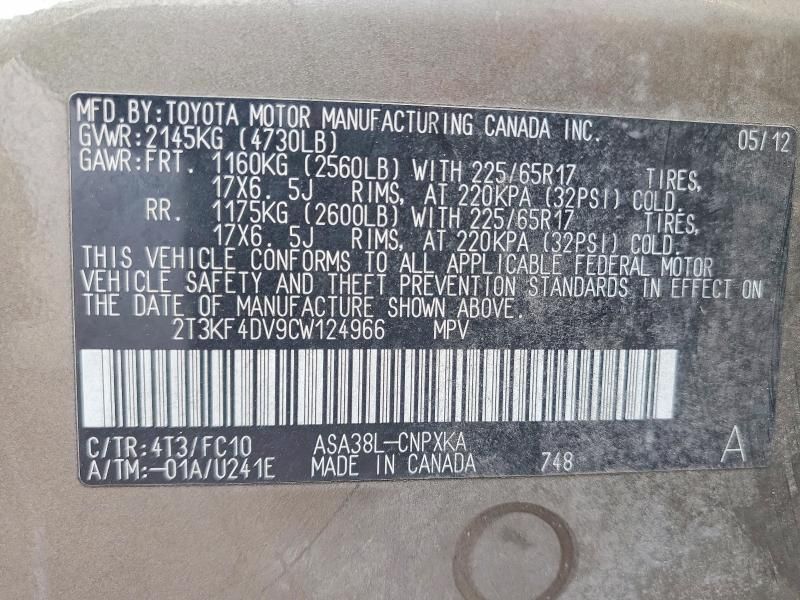 MFD.BY:TOYOTA MOTOR MANUFACTURING CANADA INC. 05/12
GVWR:2145KG (4730LB)
GAWR:FRT. 1160KG (2560LB) WITH 225/65R17 TIRES,
17X6.5J RIMS, AT 220KPA (32PSI) COLD.
RR. 1175KG (2600LB) WITH 225/65R17 TIRES,
17X6.5J RIMS, AT 220KPA (32PSI) COLD.
THIS VEHICLE CONFORMS TO ALL APPLICABLE FEDERAL MOTOR
VEHICLE SAFETY AND THEFT PREVENTION STANDARDS IN EFFECT ON
THE DATE OF MANUFACTURE SHOWN ABOVE.
2T3KF4DV9CW124966 MPV
C/TR:4T3/FC10 ASA38L-CNPXKA A
A/TM:-01A/U241E MADE IN CANADA 748